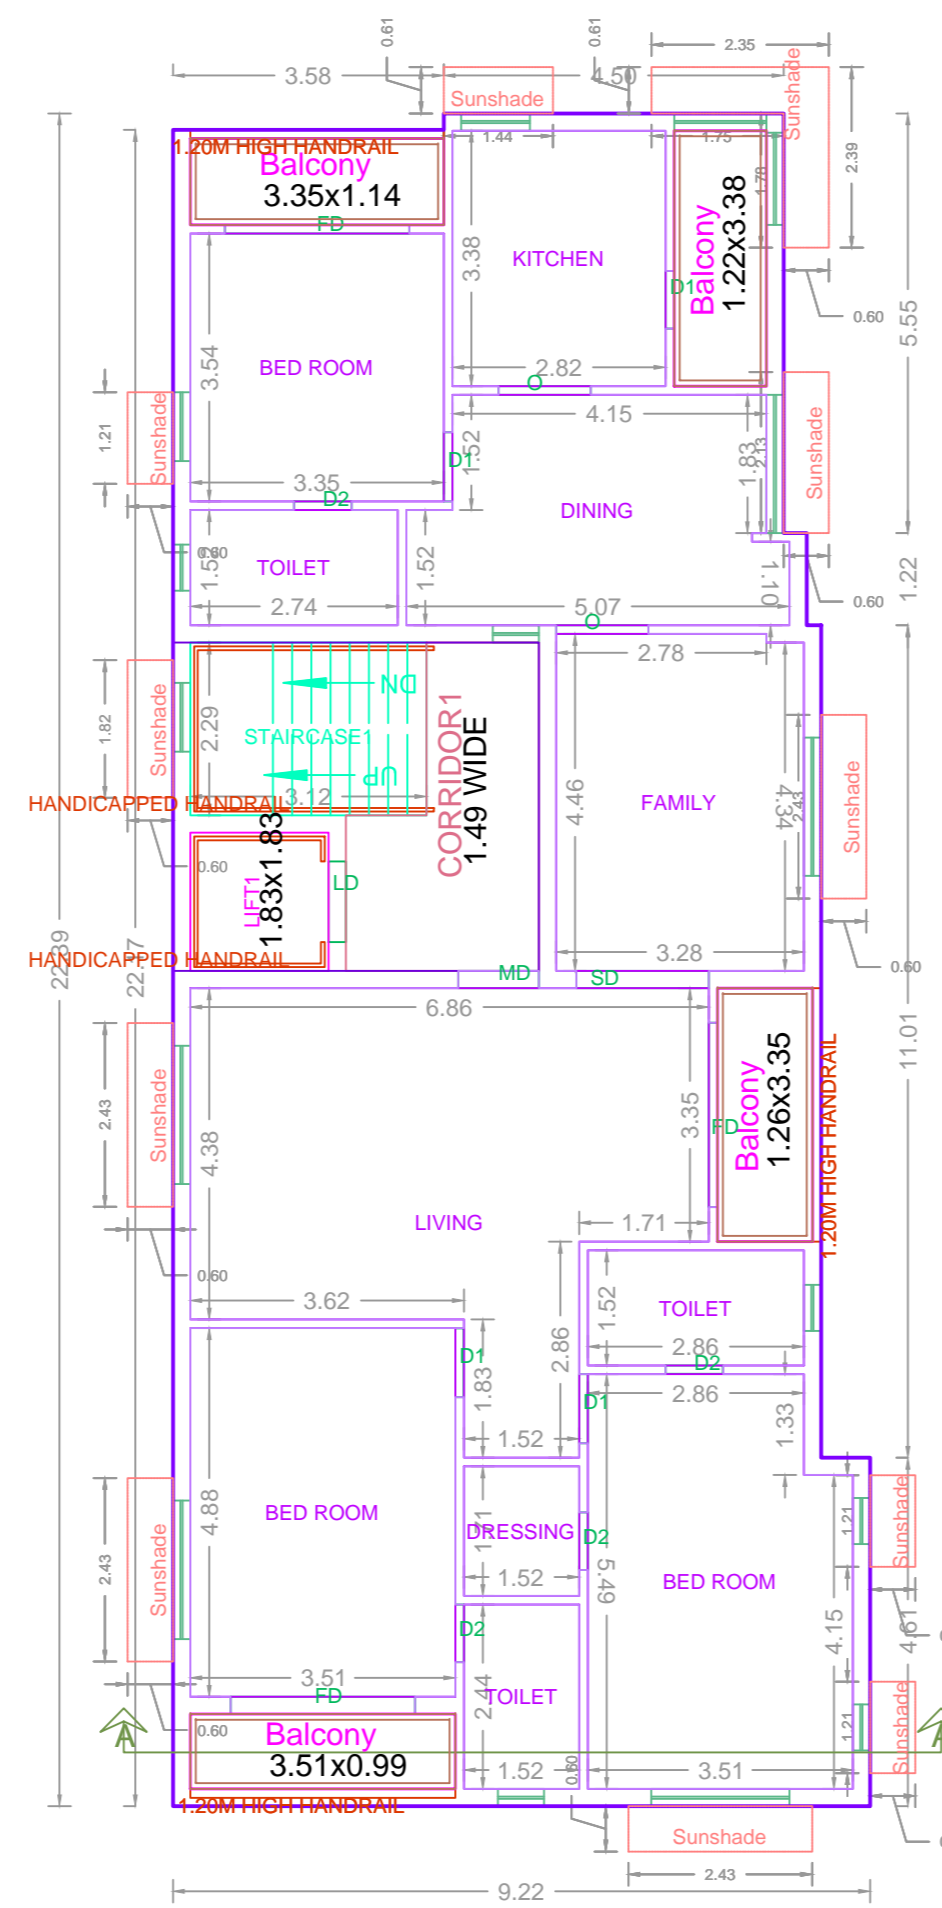 0.61
0.61
2.35
3.58
4.50
Sunshade
Sunshade
1.44
1.75
1.20M HIGH HANDRAIL
Balcony
3.35x1.14
FD
2.39
1.78
Balcony
1.22x3.38
KITCHEN
3.38
D1
0.60
5.55
BED ROOM
3.54
2.82
O
4.15
1.21
Sunshade
1.52
D1
1.83
2.13
Sunshade
3.35
D2
DINING
0.60
TOILET
1.52
1.52
1.10
1.22
2.74
5.07
O
0.60
2.78
DN
2.29
STAIRCASE1
UP
3.12
CORRIDOR1
1.49 WIDE
1.82
Sunshade
HANDICAPPED HANDRAIL
4.46
FAMILY
4.34
2.43
Sunshade
0.60
LIFT1
1.83x1.83
LD
22.39
HANDICAPPED HANDRAIL
MD
SD
3.28
0.60
6.86
11.01
2.43
Sunshade
4.38
3.35
FD
Balcony
1.26x3.35
1.20M HIGH HANDRAIL
LIVING
1.71
0.60
3.62
1.52
TOILET
2.86
2.86
D2
D1
1.83
2.86
D1
1.33
1.52
BED ROOM
4.88
DRESSING
D2
1.52
5.49
BED ROOM
1.21
Sunshade
2.43
Sunshade
4.15
4.61
D2
3.51
FD
2.44
TOILET
Sunshade
1.21
0.60
A
A
Balcony
3.51x0.99
1.52
0.60
3.51
1.20M HIGH HANDRAIL
Sunshade
2.43
9.22